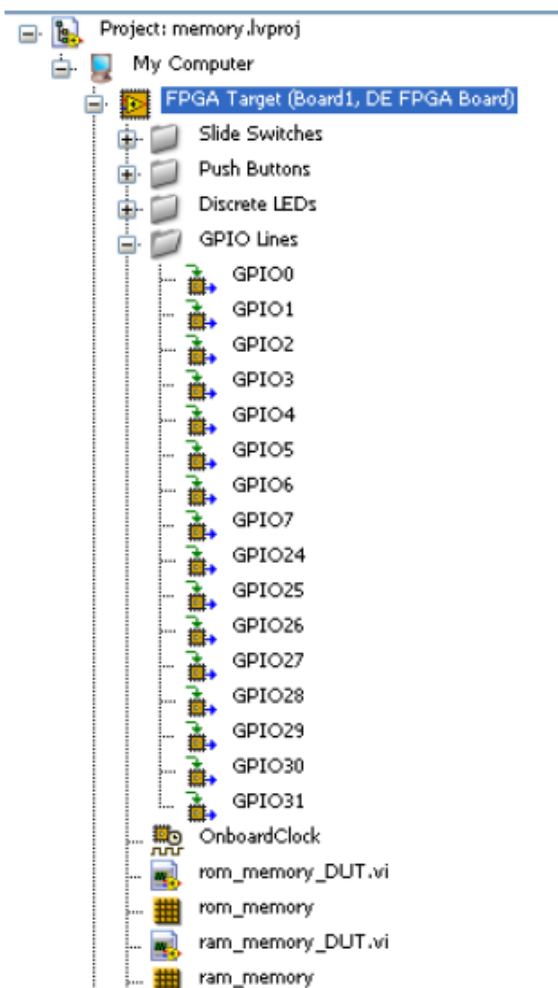 Project: memory.lvproj
My Computer
FPGA Target (Board1, DE FPGA Board)
Slide Switches
Push Buttons
Discrete LEDs
GPIO Lines
GPIO0
GPIO1
GPIO2
GPIO3
GPIO4
GPIO5
GPIO6
GPIO7
GPIO24
GPIO25
GPIO26
GPIO27
GPIO28
GPIO29
GPIO30
GPIO31
OnboardClock
rom_memory_DUT.vi
rom_memory
ram_memory_DUT.vi
ram_memory